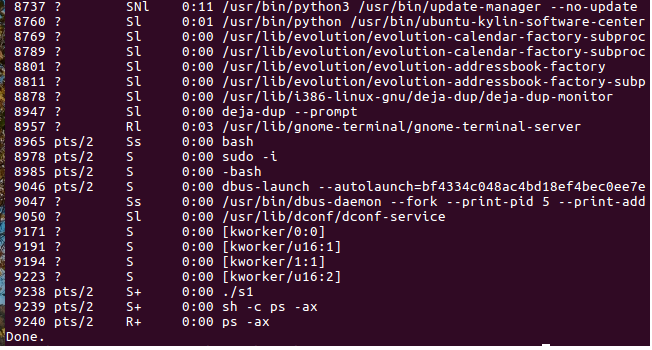 8737 ? SNl 0:11 /usr/bin/python3 /usr/bin/update-manager --no-update
8760 ? Sl 0:01 /usr/bin/python /usr/bin/ubuntu-kylin-software-center
8769 ? Sl 0:00 /usr/lib/evolution/evolution-calendar-factory-subproc
8789 ? Sl 0:00 /usr/lib/evolution/evolution-calendar-factory-subproc
8801 ? Sl 0:00 /usr/lib/evolution/evolution-addressbook-factory
8811 ? Sl 0:00 /usr/lib/evolution/evolution-addressbook-factory-subp
8878 ? Sl 0:00 /usr/lib/i386-linux-gnu/deja-dup/deja-dup-monitor
8947 ? Sl 0:00 deja-dup --prompt
8957 ? Rl 0:03 /usr/lib/gnome-terminal/gnome-terminal-server
8965 pts/2 Ss 0:00 bash
8978 pts/2 S 0:00 sudo -i
8985 pts/2 S 0:00 -bash
9046 pts/2 S 0:00 dbus-launch --autolaunch=bf4334c048ac4bd18ef4bec0ee7e
9047 ? Ss 0:00 /usr/bin/dbus-daemon --fork --print-pid 5 --print-add
9050 ? Sl 0:00 /usr/lib/dconf/dconf-service
9171 ? S 0:00 [kworker/0:0]
9191 ? S 0:00 [kworker/u16:1]
9194 ? S 0:00 [kworker/1:1]
9223 ? S 0:00 [kworker/u16:2]
9238 pts/2 S+ 0:00 ./s1
9239 pts/2 S+ 0:00 sh -c ps -ax
9240 pts/2 R+ 0:00 ps -ax
Done.